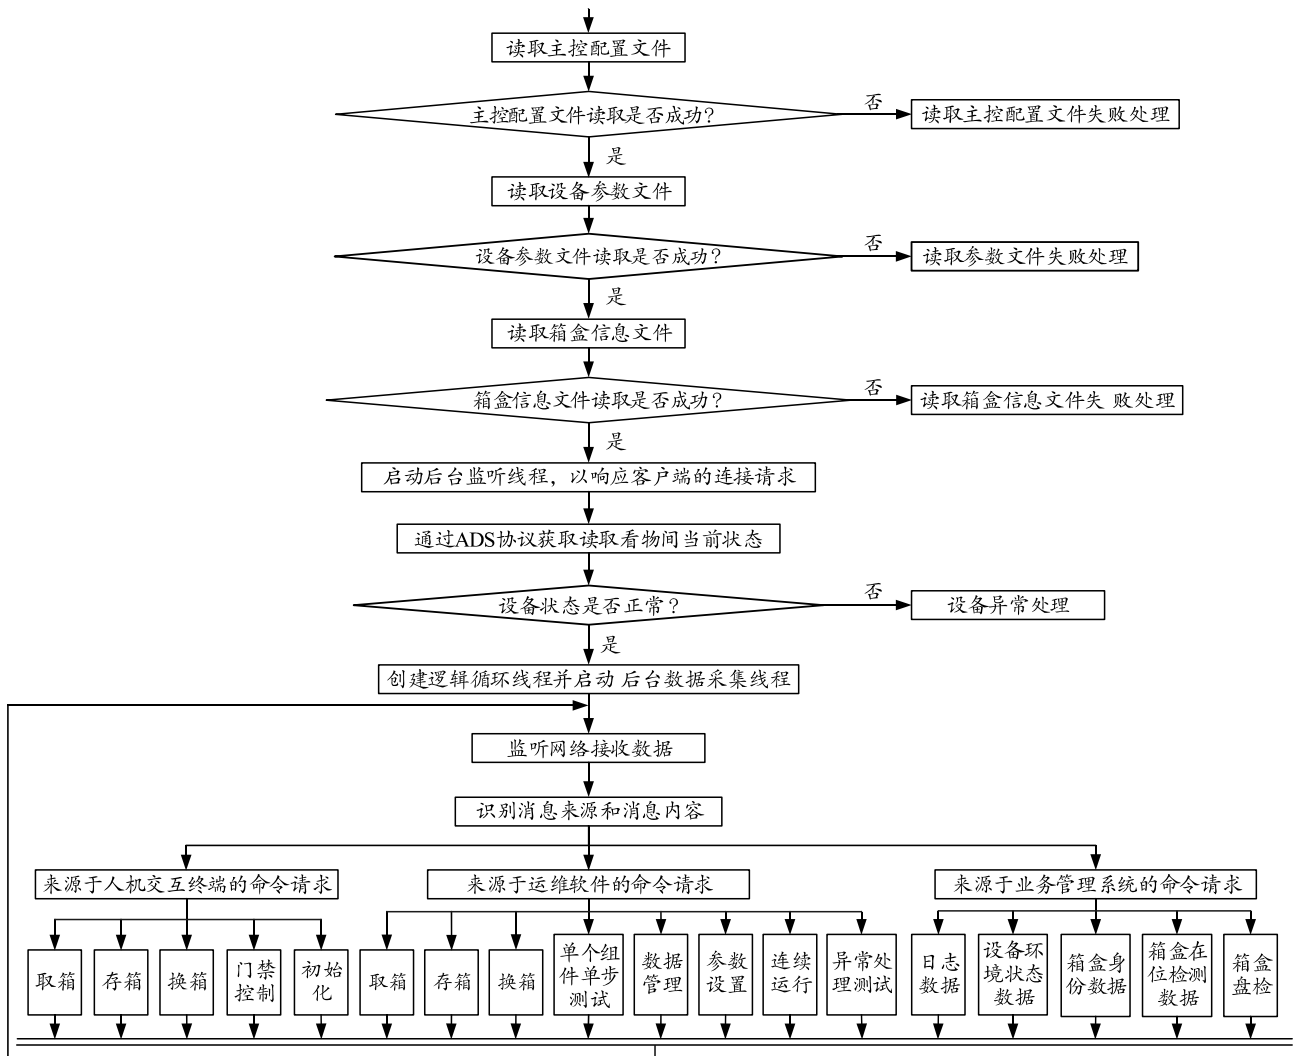 读取主控配置文件
主控配置文件读取是否成功?
否
读取主控配置文件失败处理
是
读取设备参数文件
设备参数文件读取是否成功?
否
读取参数文件失败处理
是
读取箱盒信息文件
箱盒信息文件读取是否成功?
否
读取箱盒信息文件失 败处理
是
启动后台监听线程，以响应客户端的连接请求
通过ADS协议获取读取看物间当前状态
设备状态是否正常?
否
设备异常处理
是
创建逻辑循环线程并启动 后台数据采集线程
监听网络接收数据
识别消息来源和消息内容
来源于人机交互终端的命令请求
来源于运维软件的命令请求
来源于业务管理系统的命令请求
取箱
存箱
换箱
门禁
控制
初始
化
取箱
存箱
换箱
单个组
件单步
测试
数据
管理
参数
设置
连续
运行
异常处
理测试
日志
数据
设备环
境状态
数据
箱盒身
份数据
箱盒在
位检测
数据
箱盒
盘检